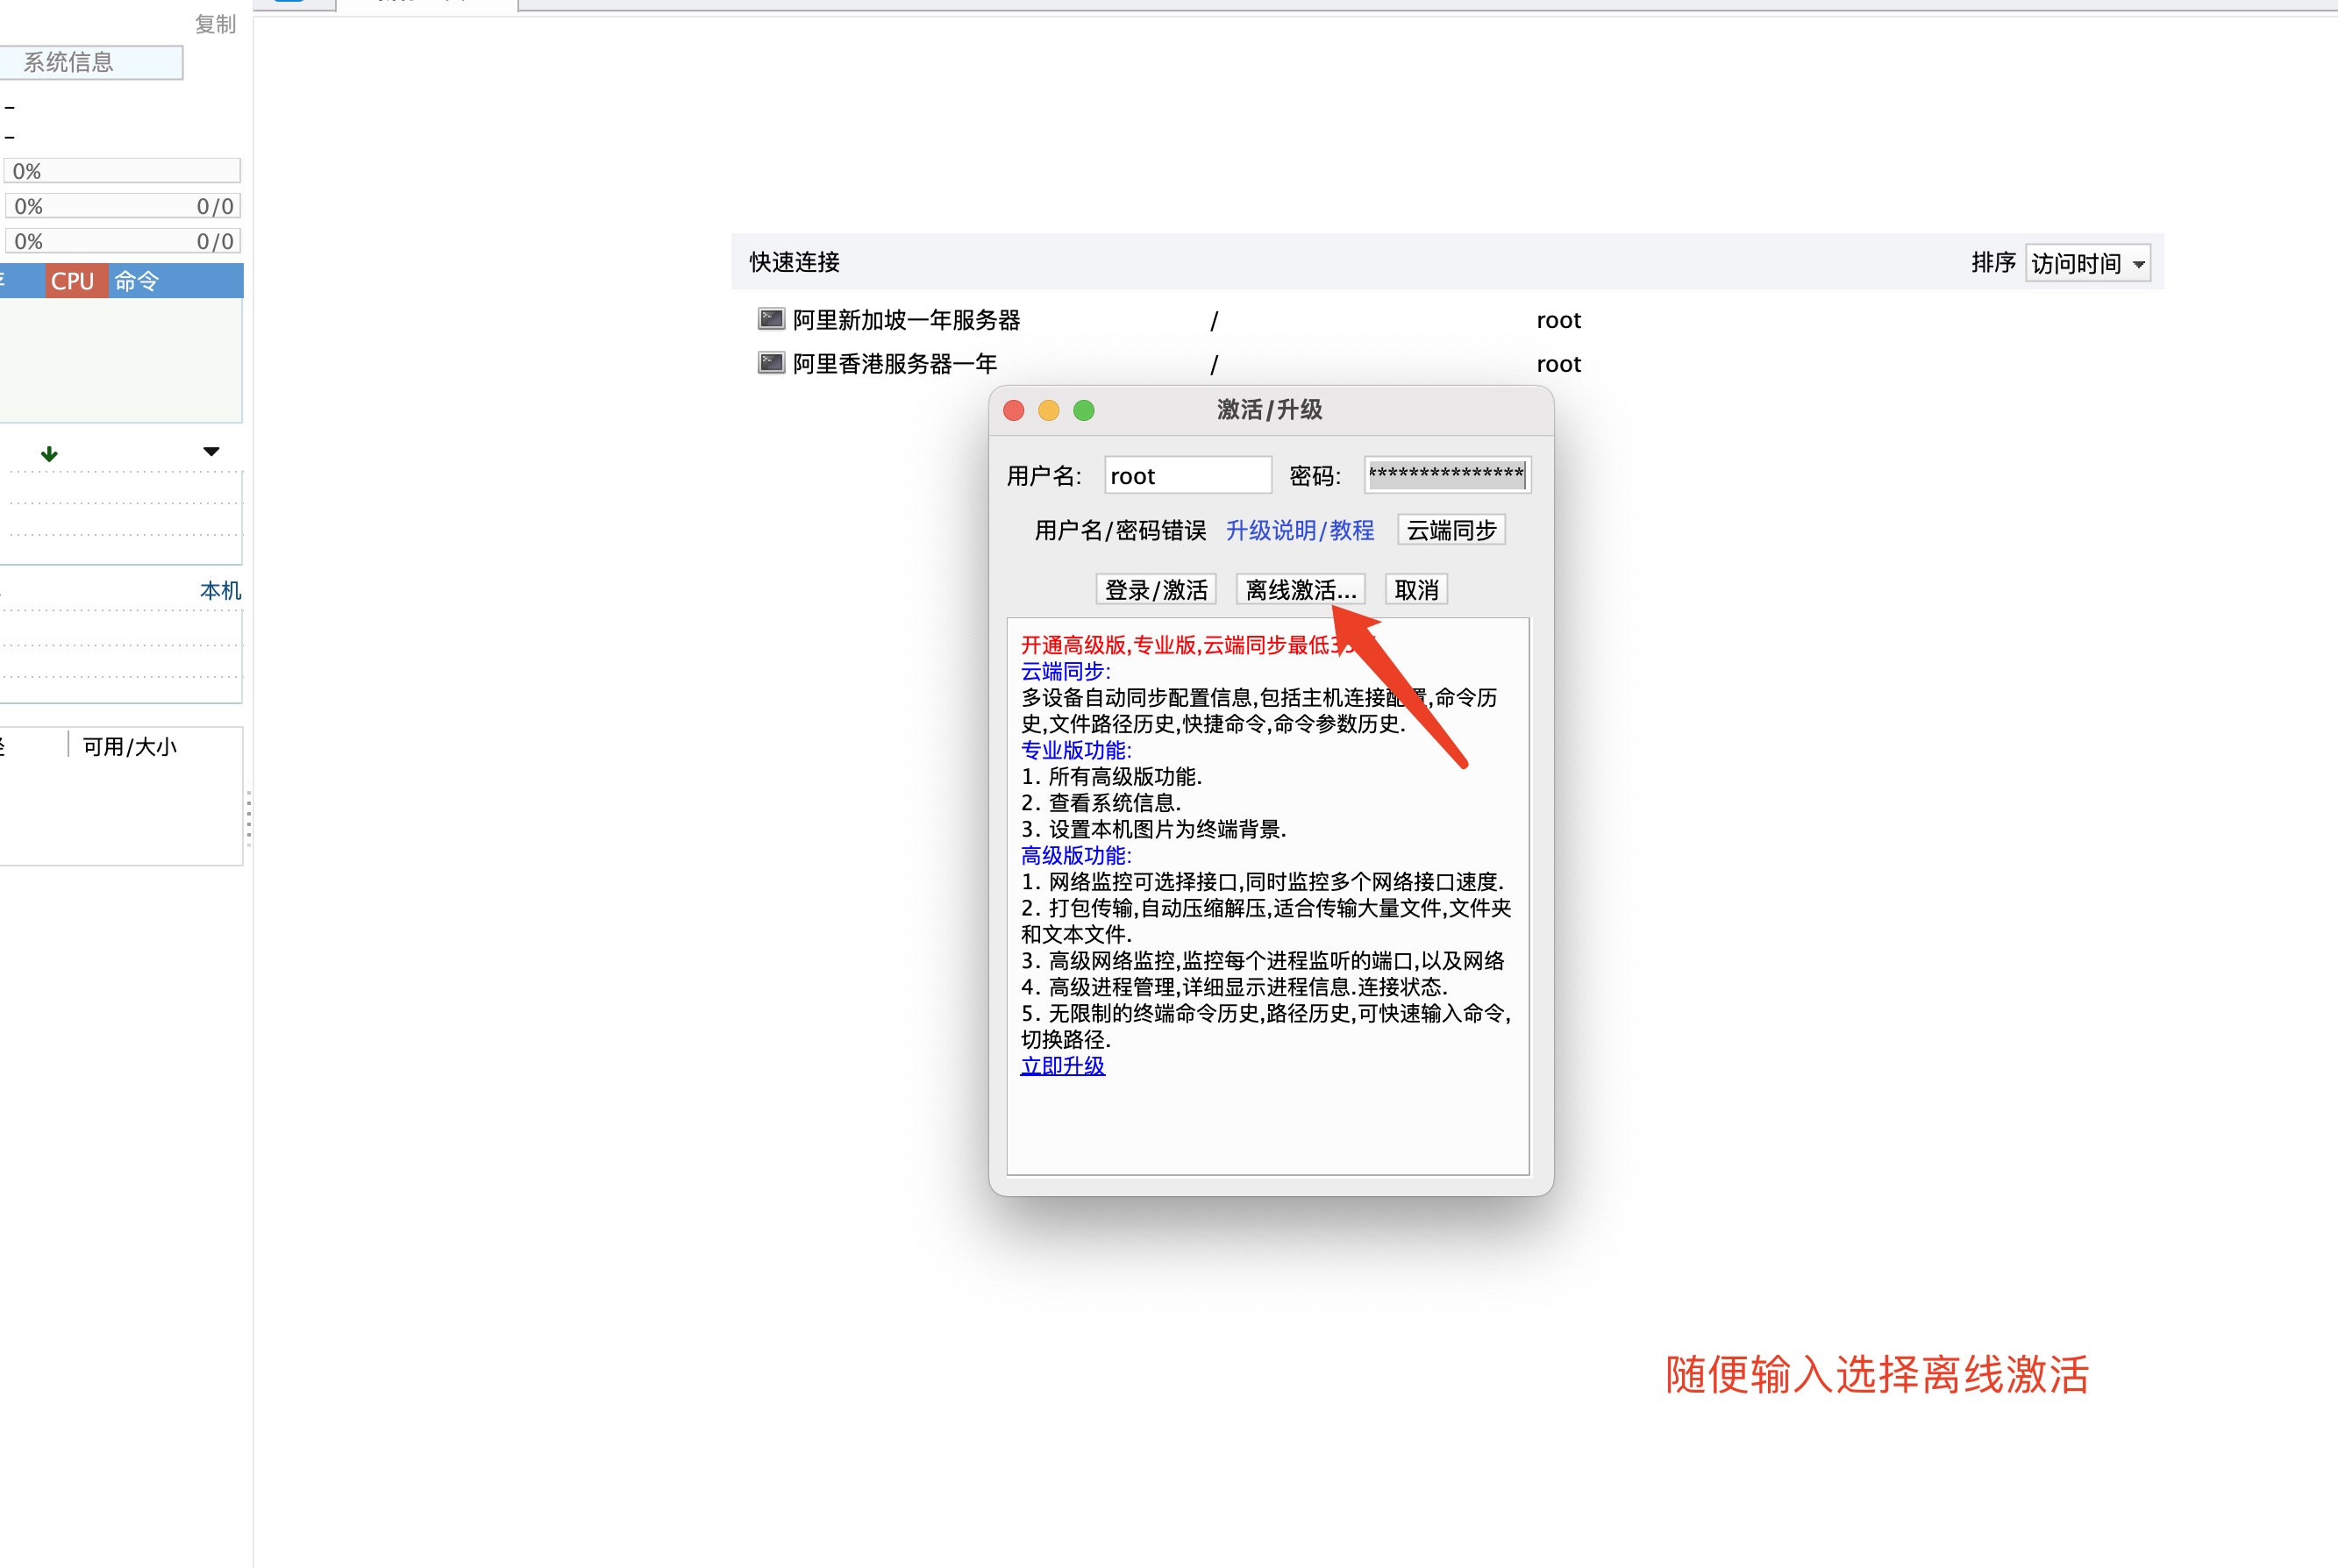 复制
系统信息
-
-
0%
0% 0/0
0% 0/0
CPU 命令
本机
可用/大小
快速连接 排序 访问时间
阿里新加坡一年服务器 / root
阿里香港服务器一年 / root
激活/升级
用户名: root 密码: ***************
用户名/密码错误 升级说明/教程 云端同步
登录/激活 离线激活... 取消
开通高级版,专业版,云端同步最低
云端同步:
多设备自动同步配置信息,包括主机连接配置,命令历
史,文件路径历史,快捷命令,命令参数历史.
专业版功能:
1. 所有高级版功能.
2. 查看系统信息.
3. 设置本机图片为终端背景.
高级版功能:
1. 网络监控可选择接口,同时监控多个网络接口速度.
2. 打包传输,自动压缩解压,适合传输大量文件,文件夹
和文本文件.
3. 高级网络监控,监控每个进程监听的端口,以及网络
4. 高级进程管理,详细显示进程信息.连接状态.
5. 无限制的终端命令历史,路径历史,可快速输入命令,
切换路径.
立即升级
随便输入选择离线激活